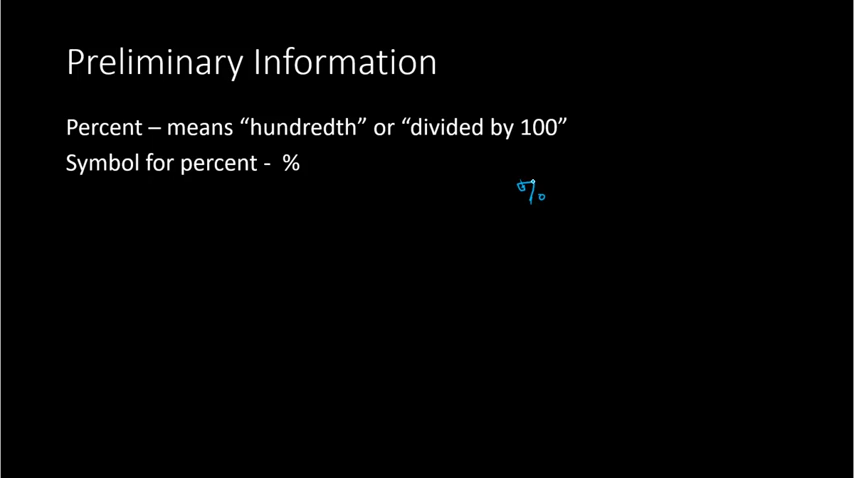 Preliminary Information
Percent – means “hundredth” or “divided by 100”
Symbol for percent -  %
%